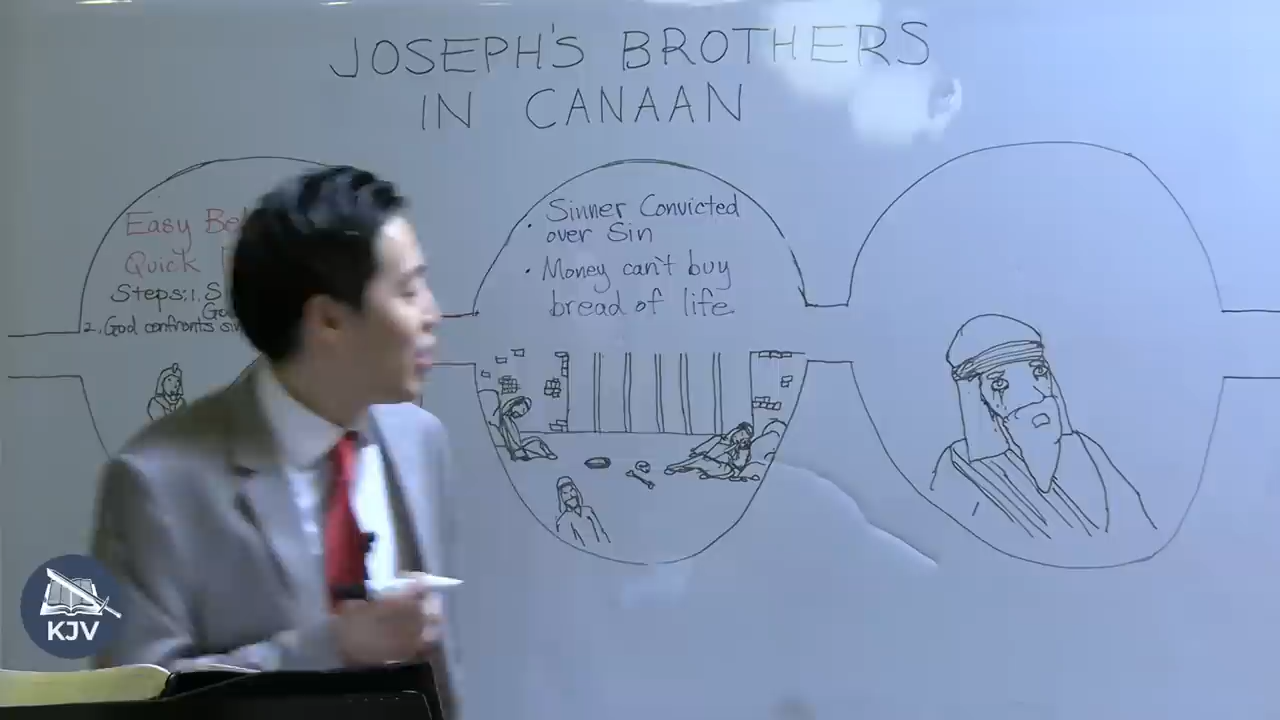 JOSEPH'S BROTHERS
IN CANAAN
Easy
Quick
Steps: 1. S
God
2. God confronts
• Sinner Convicted
over Sin
• Money can't buy
bread of life
KJV